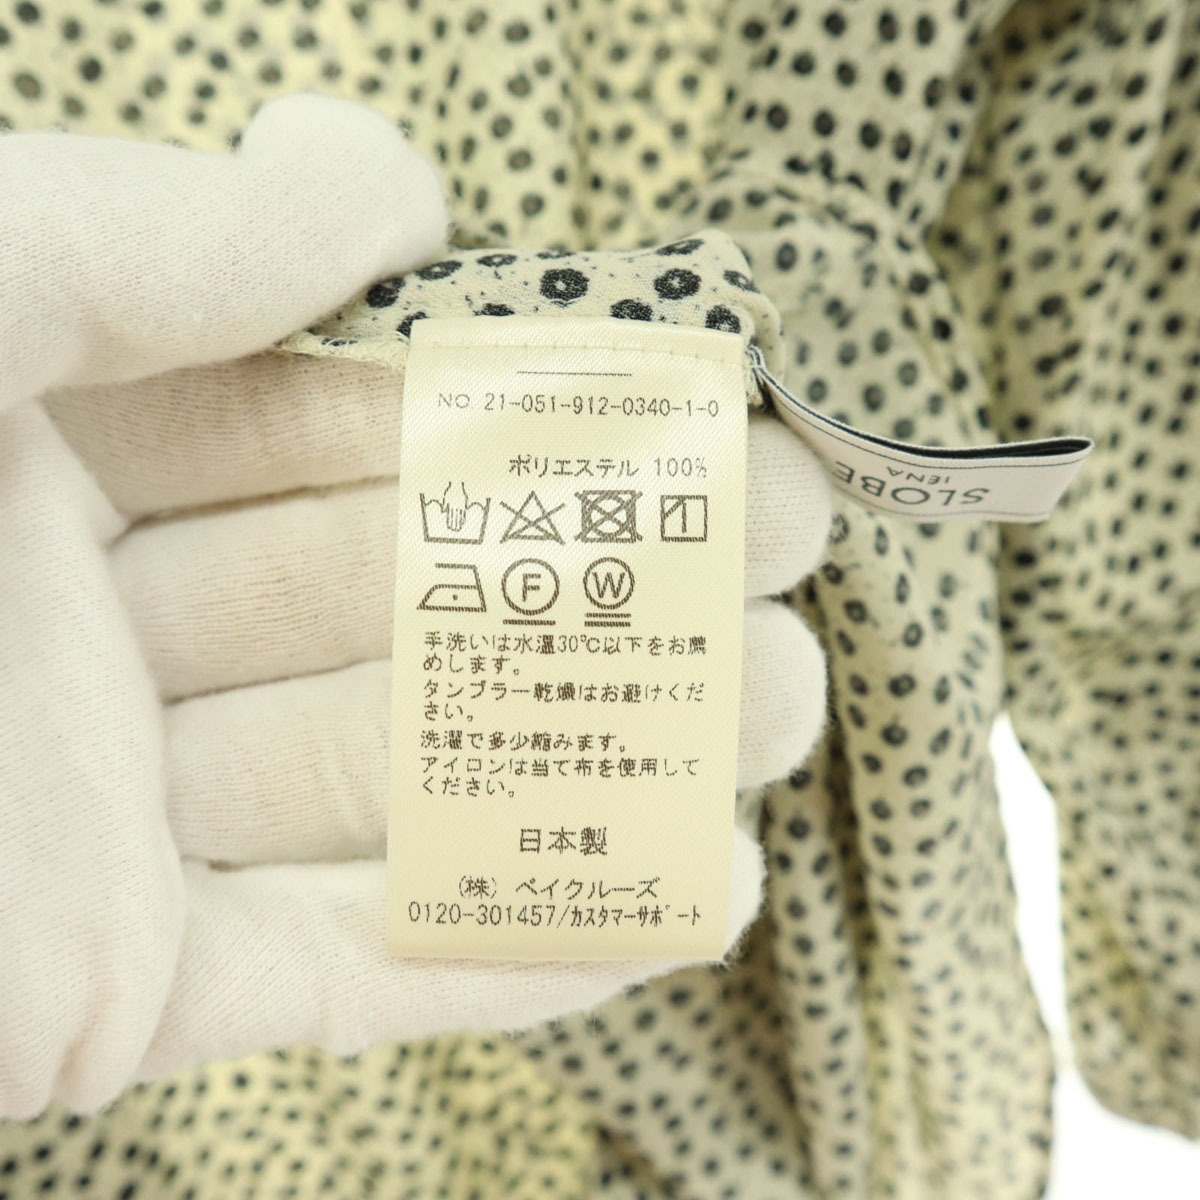 NO. 21-051-912-0340-1-0
ポリエステル 100%
F W
手洗いは水温30℃以下をお薦
めします。
タンブラー乾燥はお避けくだ
さい。
洗濯で多少縮みます。
アイロンは当て布を使用して
ください。
日本製
(株) ベイクルーズ
0120-301457/カスタマーサポート
SLOBE
IENA